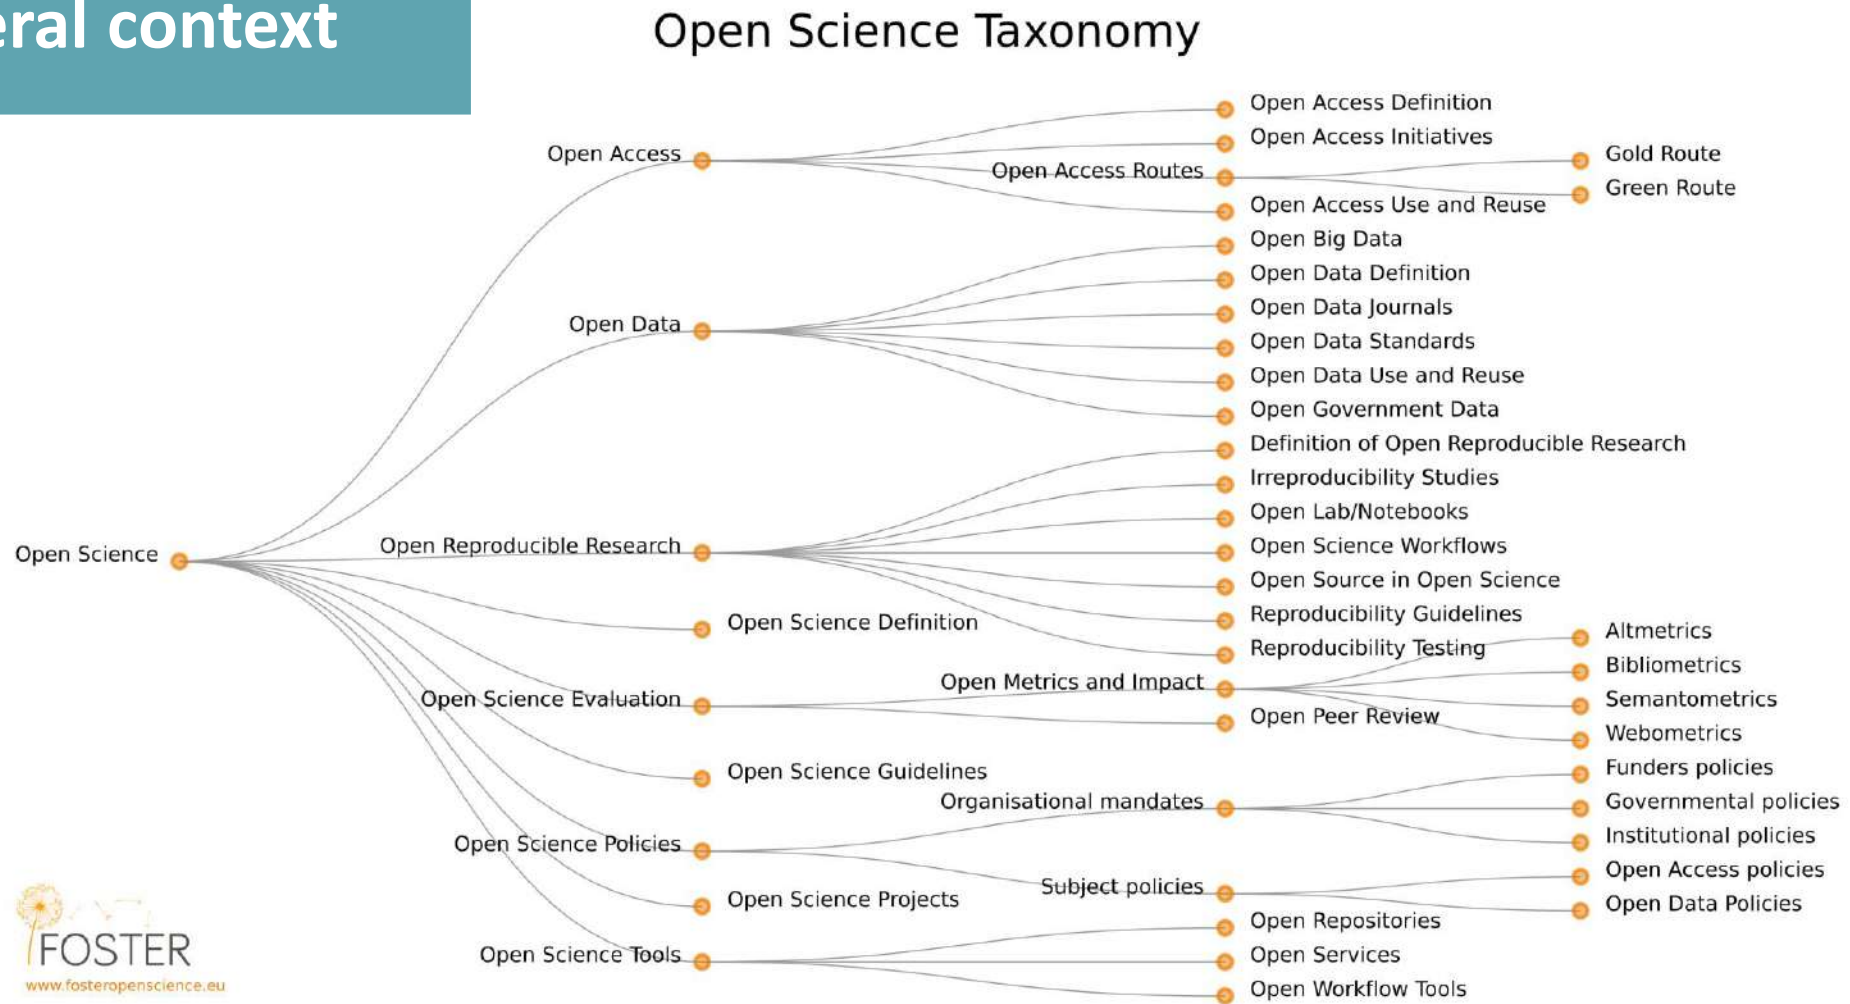 eral context
Open Science Taxonomy
Open Science
Open Access
Open Access Definition
Open Access Initiatives
Open Access Routes
Gold Route
Green Route
Open Access Use and Reuse
Open Data
Open Big Data
Open Data Definition
Open Data Journals
Open Data Standards
Open Data Use and Reuse
Open Government Data
Open Reproducible Research
Definition of Open Reproducible Research
Irreproducibility Studies
Open Lab/Notebooks
Open Science Workflows
Open Source in Open Science
Reproducibility Guidelines
Reproducibility Testing
Open Science Definition
Open Science Evaluation
Open Metrics and Impact
Altmetrics
Bibliometrics
Semantometrics
Webometrics
Open Peer Review
Open Science Guidelines
Open Science Policies
Organisational mandates
Funders policies
Governmental policies
Institutional policies
Subject policies
Open Access policies
Open Data Policies
Open Science Projects
Open Science Tools
Open Repositories
Open Services
Open Workflow Tools
FOSTER
www.fosteropenscience.eu